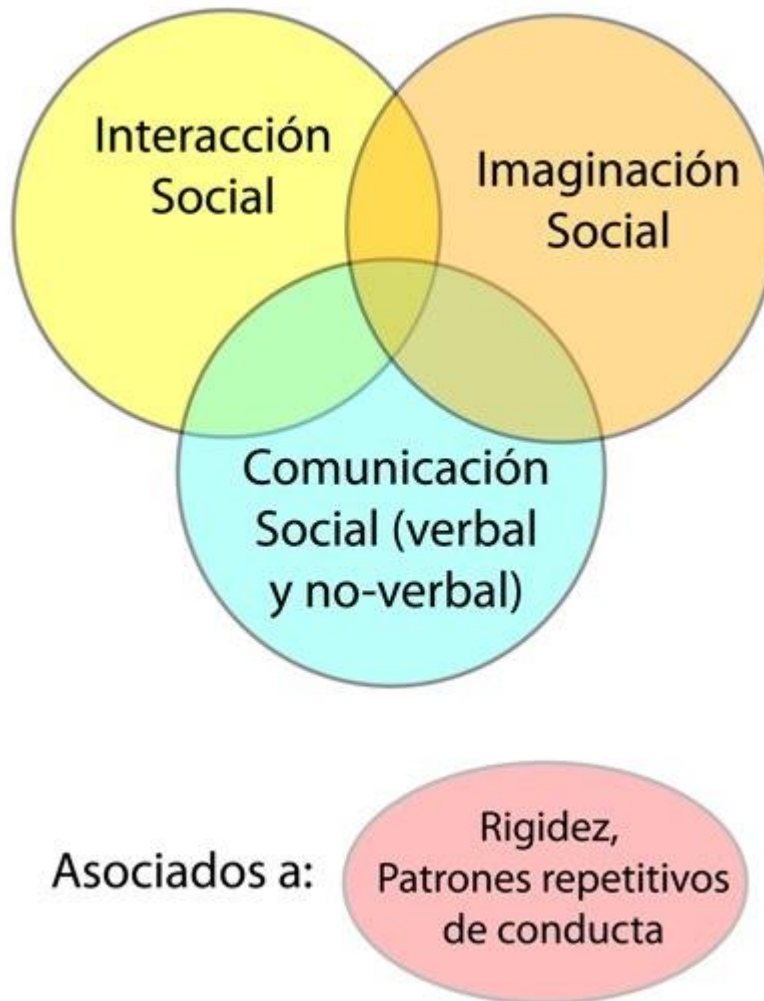 Interacción
Social
Imaginación
Social
Comunicación
Social (verbal
y no-verbal)
Asociados a:
Rigidez,
Patrones repetitivos
de conducta